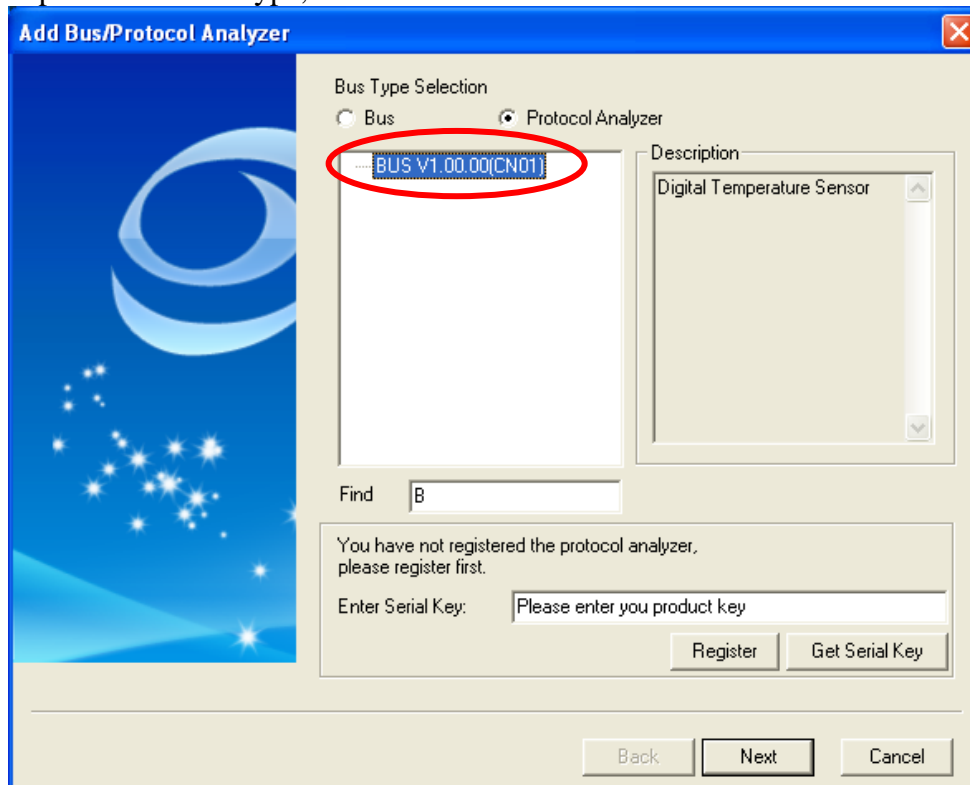 Add Bus/Protocol Analyzer
Bus Type Selection
Bus
Protocol Analyzer
BUS V1.00.00(CN01)
Description
Digital Temperature Sensor
Find
B
You have not registered the protocol analyzer,
please register first.
Enter Serial Key:
Please enter you product key
Register
Get Serial Key
Back
Next
Cancel